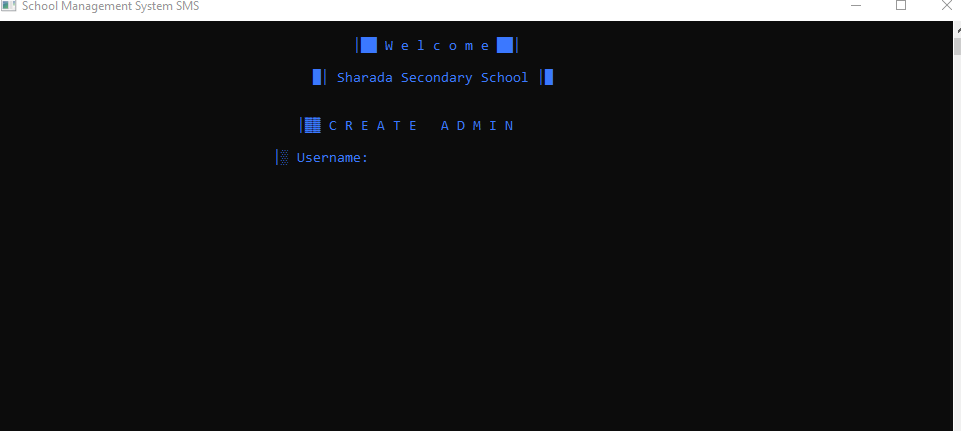 School Management System SMS
│██ W e l c o m e ██│
█│ Sharada Secondary School │█
│▓▓ C R E A T E   A D M I N
│░ Username: